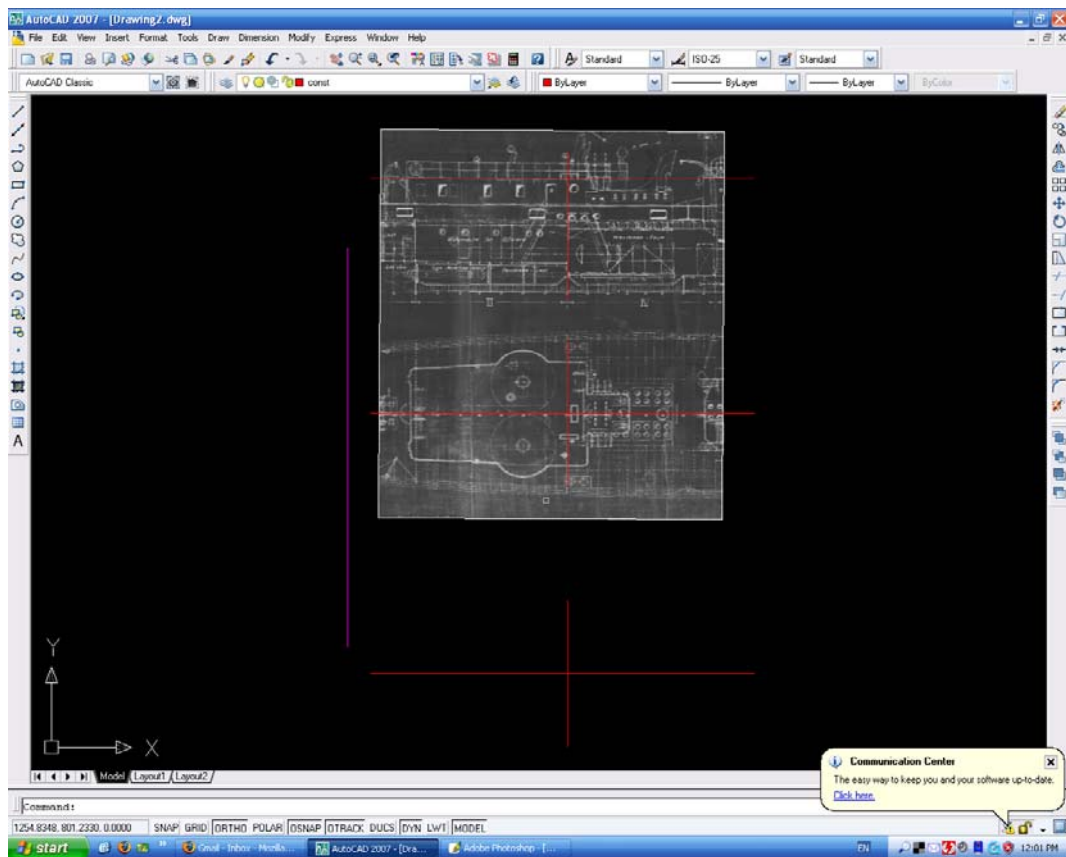 AutoCAD 2007 - [Drawing2.dwg]
File Edit View Insert Format Tools Draw Dimension Modify Express Window Help
Standard ISO-25 Standard
AutoCAD Classic const ByLayer ByLayer ByLayer ByColor
A
II
IV
Y
X
Model Layout1 Layout2
Communication Center
The easy way to keep you and your software up-to-date.
Click here.
Command:
1254.8348, 801.2330, 0.0000 SNAP GRID ORTHO POLAR OSNAP OTRACK DUCS DYN LWT MODEL
start Gmail - Inbox - Mozilla... AutoCAD 2007 - [Dra... Adobe Photoshop - [... EN 12:01 PM